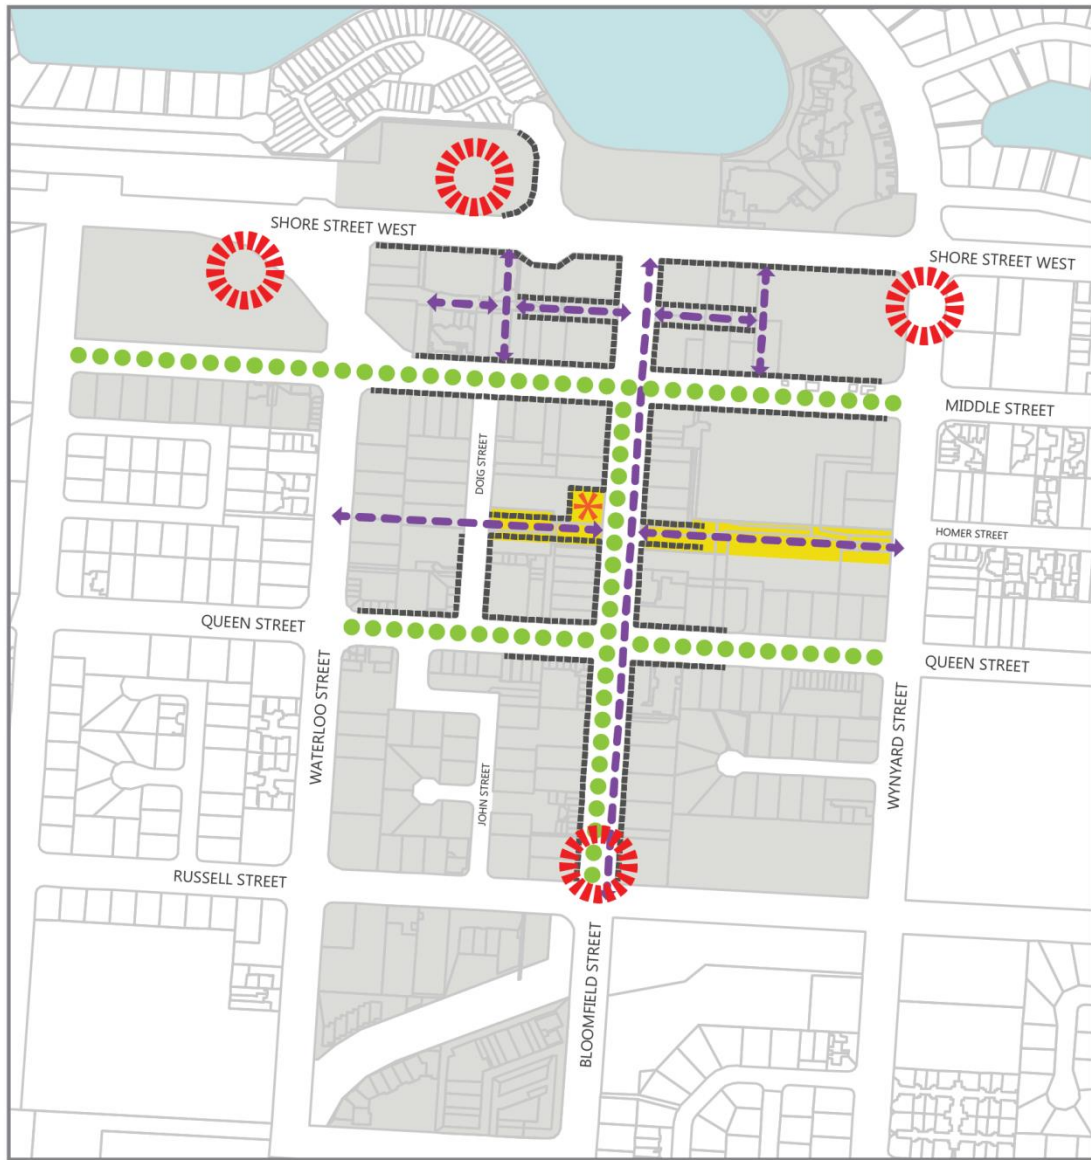 SHORE STREET WEST
SHORE STREET WEST
MIDDLE STREET
DOIG STREET
HOMER STREET
QUEEN STREET
QUEEN STREET
WATERLOO STREET
WYNYARD STREET
JOHN STREET
RUSSELL STREET
BLOOMFIELD STREET